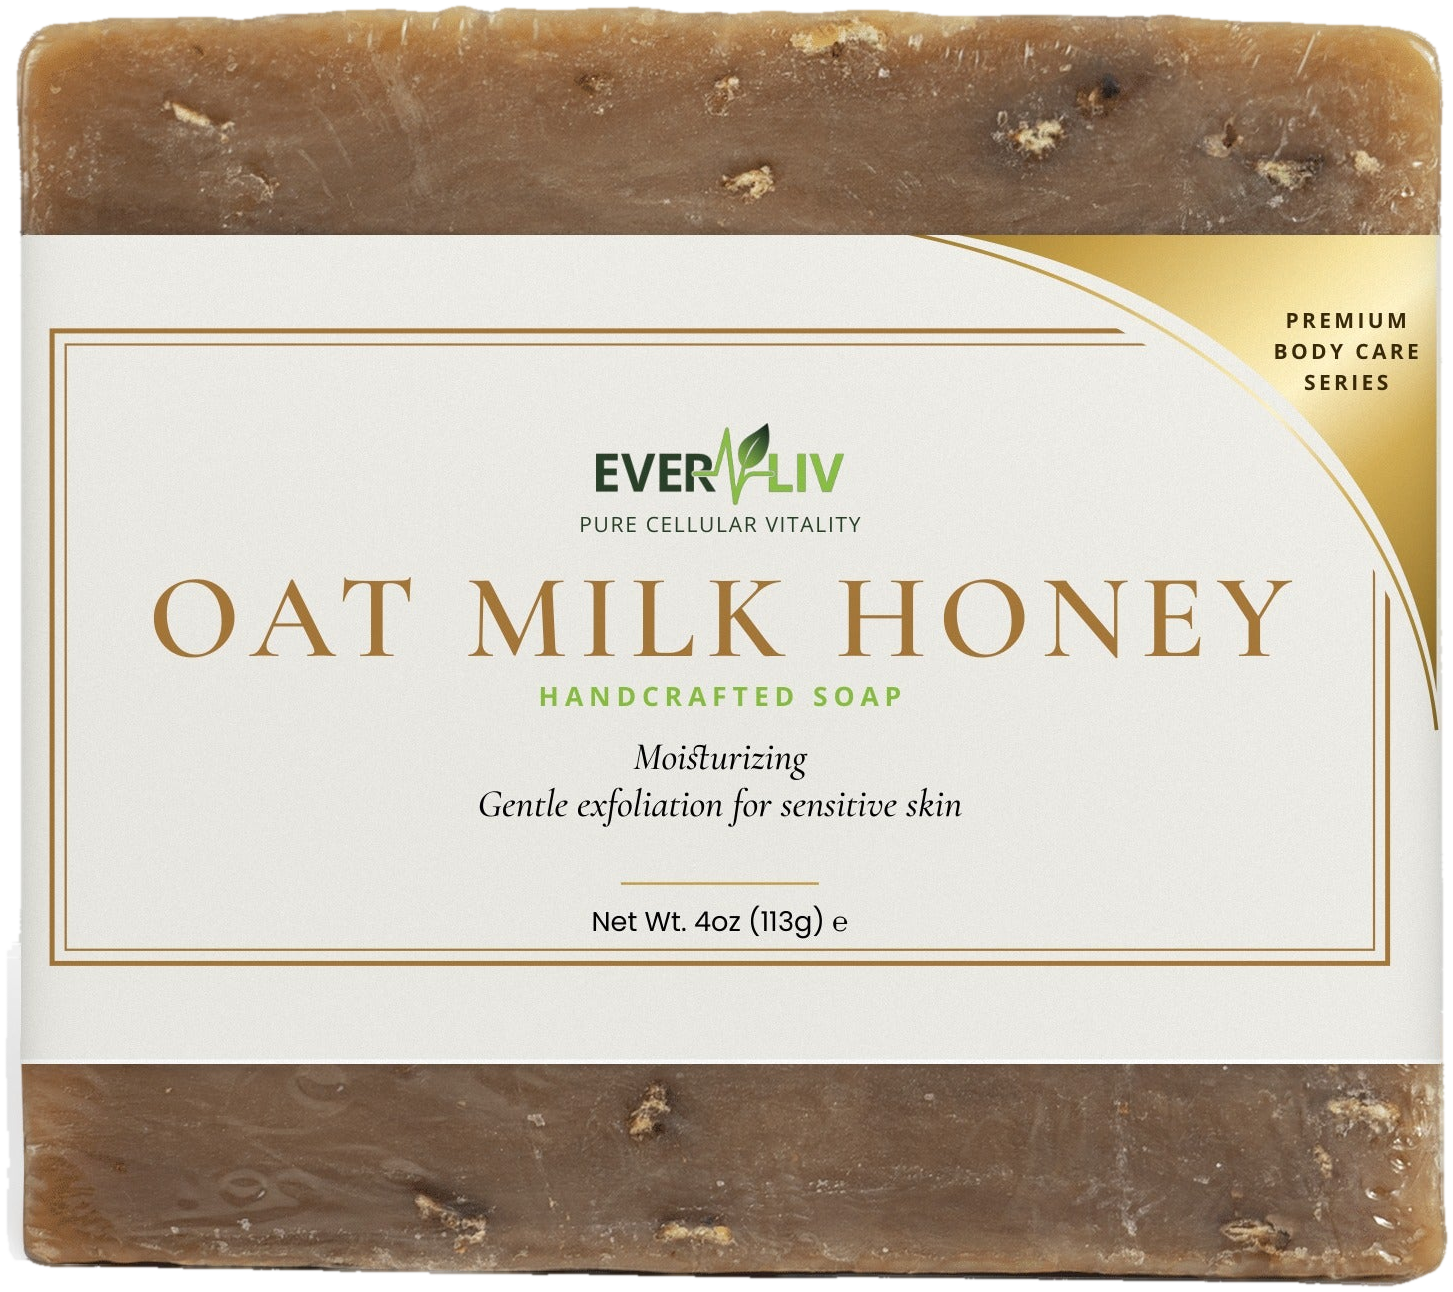 PREMIUM
BODY CARE
SERIES
EVERLIV
PURE CELLULAR VITALITY
OAT MILK HONEY
HANDCRAFTED SOAP
Moisturizing
Gentle exfoliation for sensitive skin
Net Wt. 4oz (113g) ℮